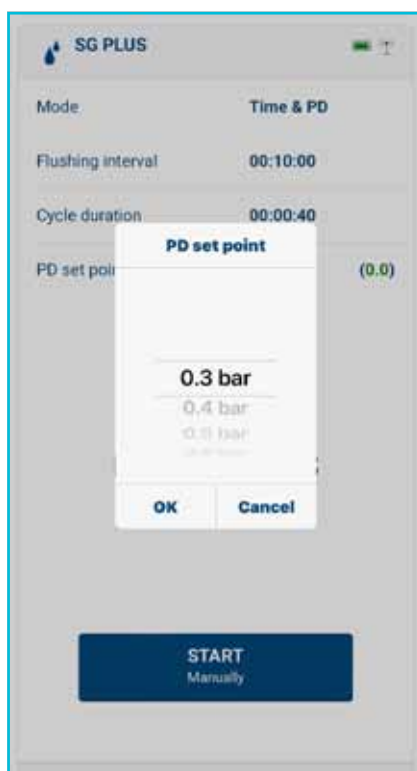 SG PLUS
Mode Time & PD
Flushing interval 00:10:00
Cycle duration 00:00:40
PD set point
PD set poi (0.0)
0.3 bar
0.4 bar
bar
OK Cancel
START
Manually